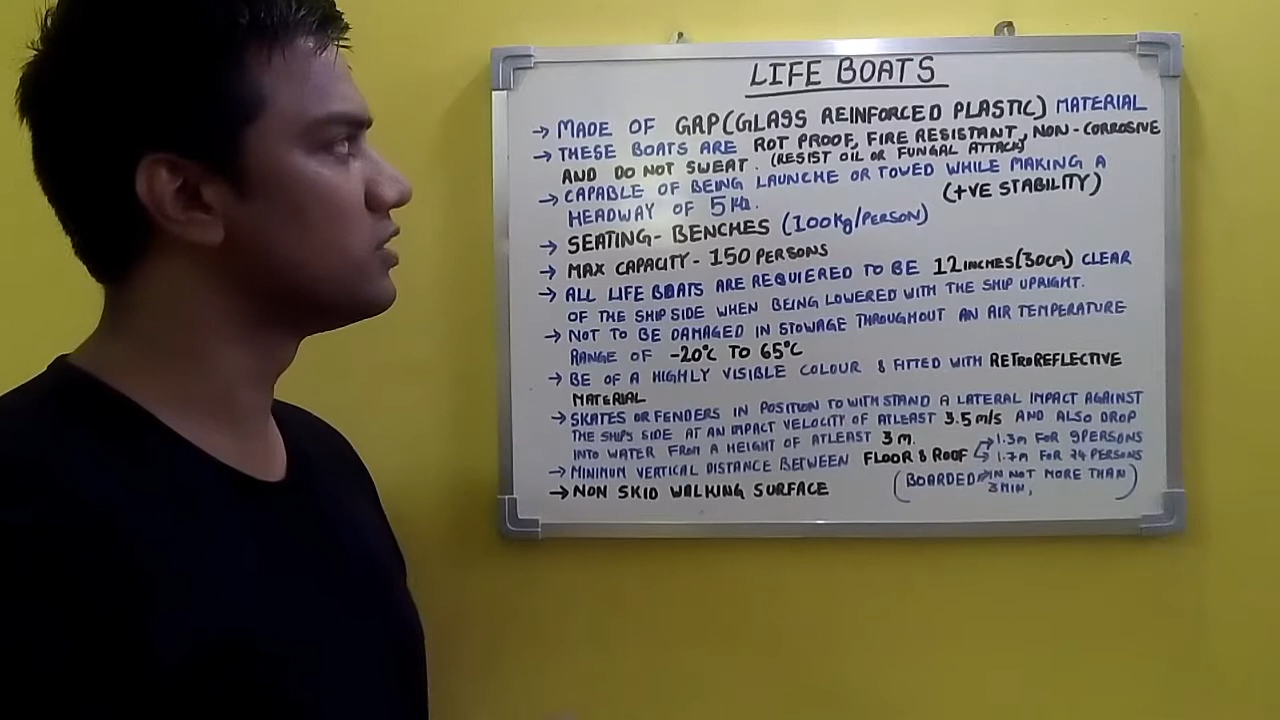 LIFE BOATS
→ MADE OF GRP (GLASS REINFORCED PLASTIC) MATERIAL
→ THESE BOATS ARE ROT PROOF, FIRE RESISTANT, NON-CORROSIVE
AND DO NOT SWEAT. (RESIST OIL OR FUNGAL ATTACK)
→ CAPABLE OF BEING LAUNCHE OR TOWED WHILE MAKING A
HEADWAY OF 5 (+VE STABILITY)
→ SEATING- BENCHES (100Kg/PERSON)
→ MAX CAPACITY- 150 PERSONS
→ ALL LIFE BOATS ARE REQUIERED TO BE 12 INCHES (30cm) CLEAR
OF THE SHIP SIDE WHEN BEING LOWERED WITH THE SHIP UPRIGHT.
→ NOT TO BE DAMAGED IN STOWAGE THROUGHOUT AN AIR TEMPERATURE
RANGE OF -20°C TO 65°C
→ BE OF A HIGHLY VISIBLE COLOUR & FITTED WITH RETROREFLECTIVE
MATERIAL
→ SKATES OR FENDERS IN POSITION TO WITH STAND A LATERAL IMPACT AGAINST
THE SHIPS SIDE AT AN IMPACT VELOCITY OF ATLEAST 3.5 m/s AND ALSO DROP
INTO WATER FROM A HEIGHT OF ATLEAST 3 m.
→ MINIMUM VERTICAL DISTANCE BETWEEN FLOOR & ROOF
→ 1.3m FOR 9 PERSONS
→ 1.7m FOR 24 PERSONS
→ NON SKID WALKING SURFACE
(BOARDED IN NOT MORE THAN
3 MIN,)